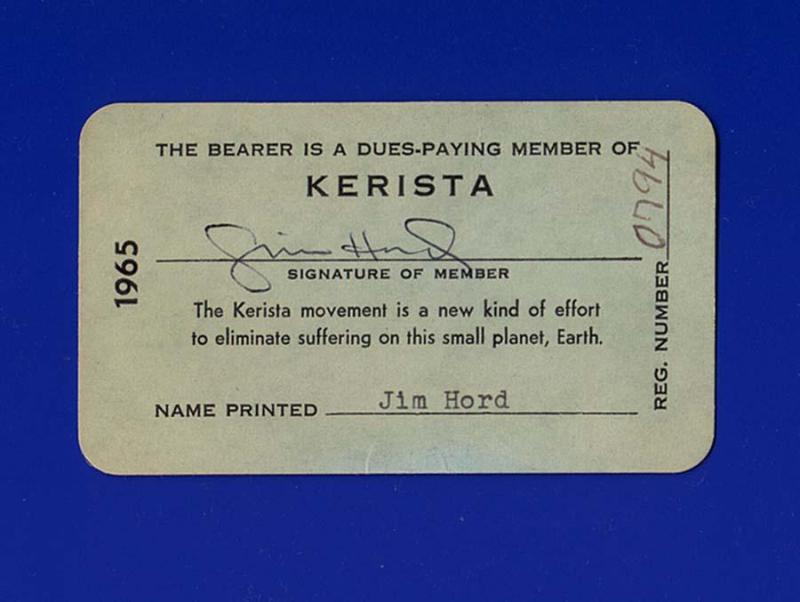 THE BEARER IS A DUES-PAYING MEMBER OF
KERISTA
Jim Hord
SIGNATURE OF MEMBER
The Kerista movement is a new kind of effort
to eliminate suffering on this small planet, Earth.
NAME PRINTED Jim Hord
1965
REG. NUMBER 0794